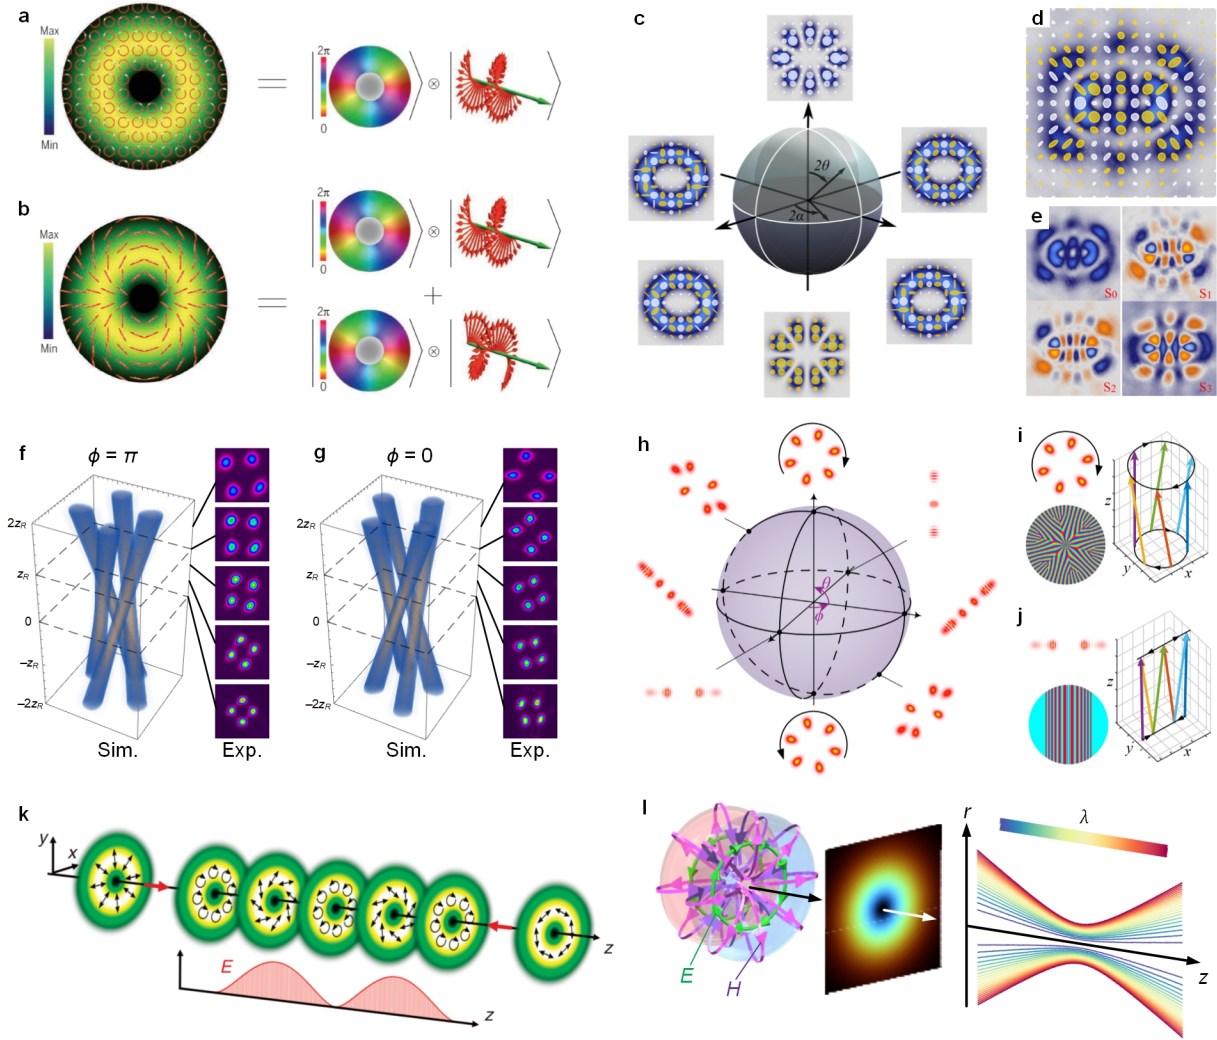 a
Max
Min
2π
0
⊗
b
Max
Min
2π
0
⊗
+
2π
0
⊗
c
2θ
2α
d
e
S0
S1
S2
S3
f
ϕ = π
2zR
zR
0
−zR
−2zR
Sim.
Exp.
g
ϕ = 0
2zR
zR
0
−zR
−2zR
Sim.
Exp.
h
θ
ϕ
i
z
y
x
j
z
y
x
k
y
x
z
E
z
l
E
H
r
λ
z